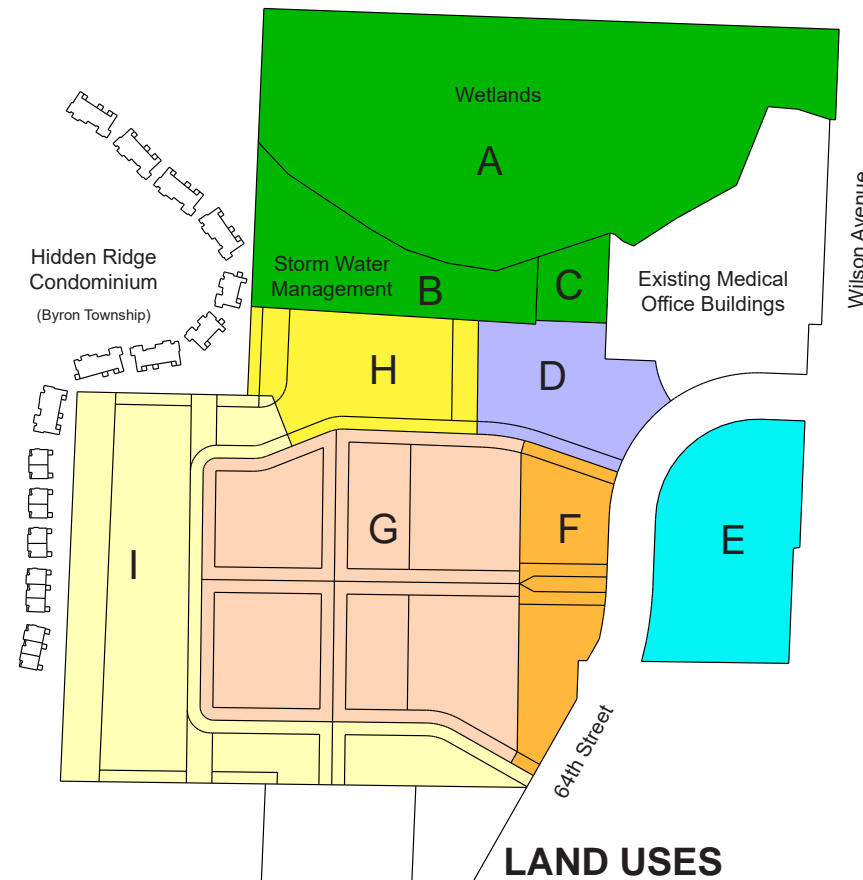 Wetlands
A
Wilson Avenue
Hidden Ridge
Condominium
(Byron Township)
Storm Water
Management
B
C
Existing Medical
Office Buildings
H
D
G
F
E
I
64th Street
LAND USES